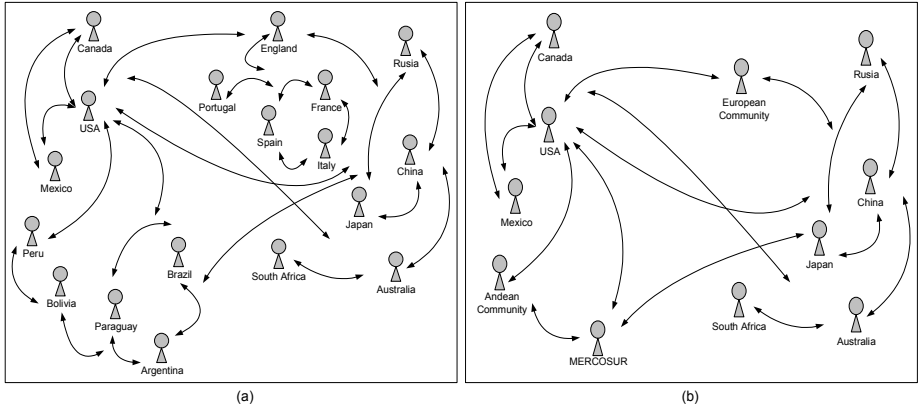 Canada
England
Rusia
USA
Portugal
France
Spain
Italy
China
Mexico
Japan
Peru
Brazil
South Africa
Australia
Bolivia
Paraguay
Argentina
(a)
Canada
Rusia
European
Community
USA
China
Mexico
Japan
Andean
Community
South Africa
Australia
MERCOSUR
(b)